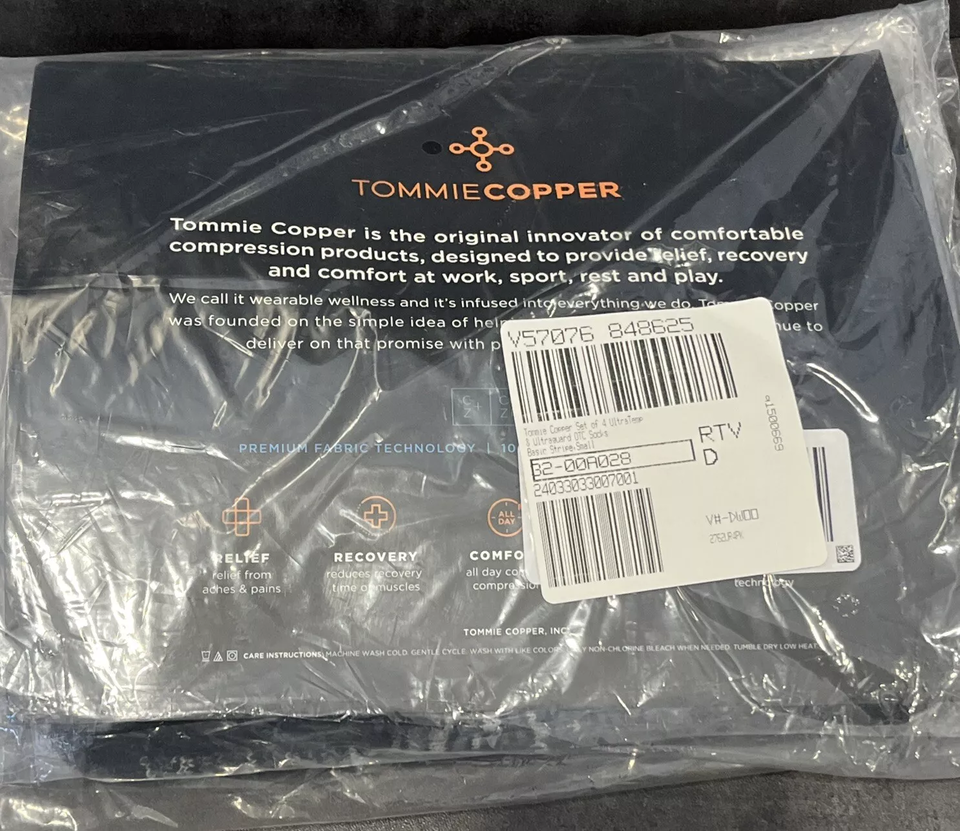 TOMMIECOPPER
Tommie Copper is the original innovator of comfortable
compression products, designed to provide relief, recovery
and comfort at work, sport, rest and play.
We call it wearable wellness and it's infused into everything we do. Copper
was founded on the simple idea of
deliver on that promise with
PREMIUM FABRIC TECHNOLOGY | 10
V57076 848625
Tommie Copper Set of 4 UltraTemp
& Ultraguard OTC Socks
Basic Stripe:Small
B2-00A028
24033033007001
RTV
D
a1500669
ALL DAY
RELIEF
relief from
aches & pains
RECOVERY
reduces recovery
time of muscles
all day
technology
TOMMIE COPPER, INC
CARE INSTRUCTIONS: MACHINE WASH COLD. GENTLE CYCLE. WASH WITH LIKE NON-CHLORINE BLEACH WHEN NEEDED. TUMBLE DRY LOW HEAT.